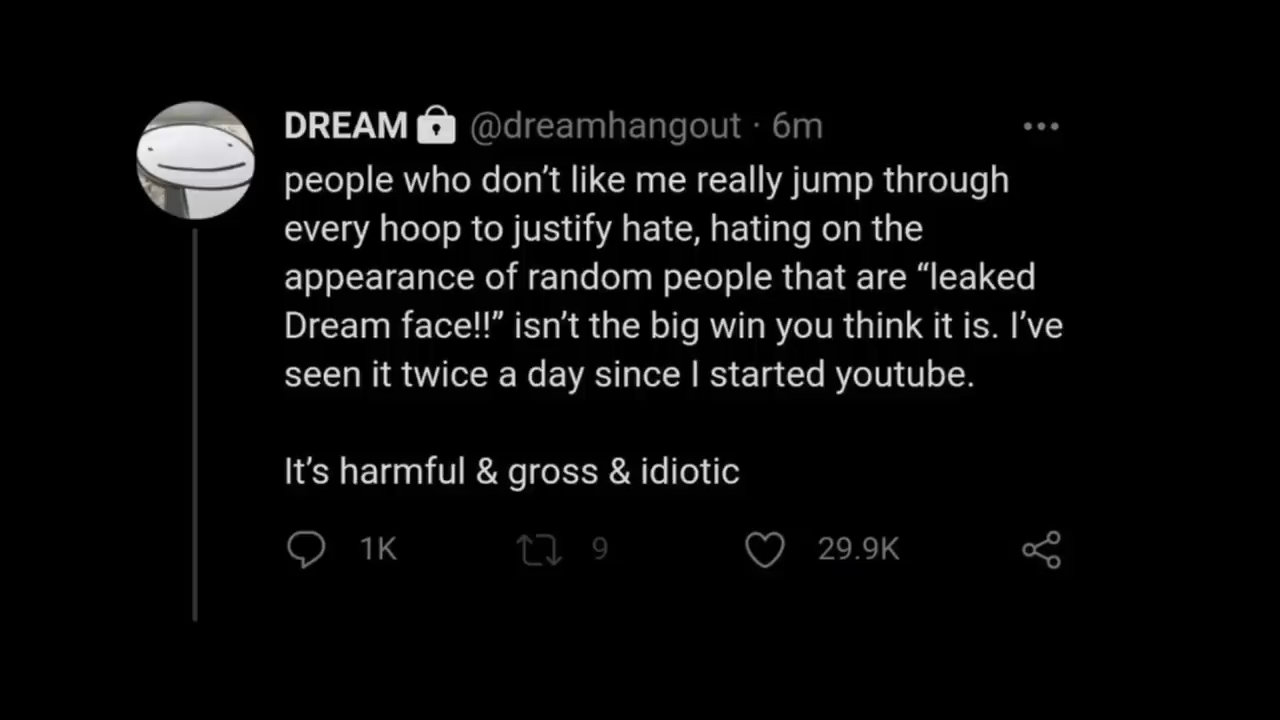 DREAM🔒 @dreamhangout · 6m
people who don’t like me really jump through
every hoop to justify hate, hating on the
appearance of random people that are “leaked
Dream face!!” isn’t the big win you think it is. I’ve
seen it twice a day since I started youtube.
It’s harmful & gross & idiotic
1K 9 29.9K